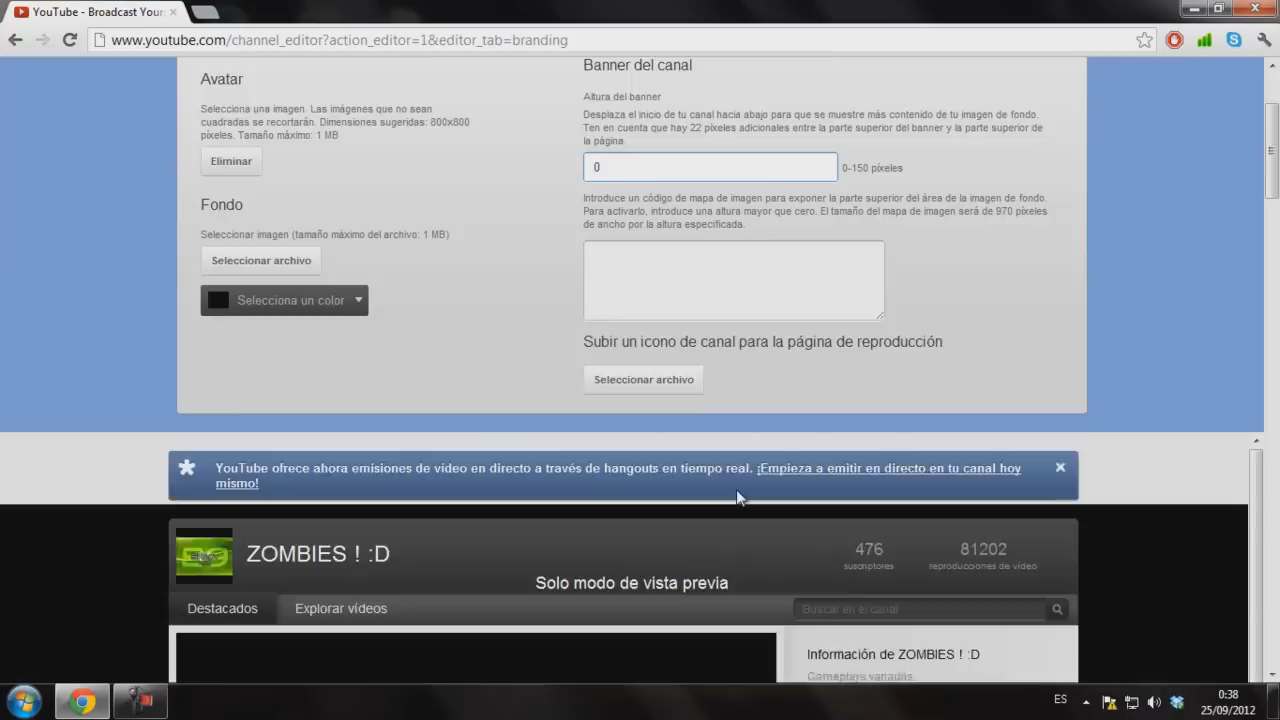 YouTube - Broadcast Your
www.youtube.com/channel_editor?action_editor=1&editor_tab=branding
Avatar
Selecciona una imagen. Las imágenes que no sean
cuadradas se recortarán. Dimensiones sugeridas: 800x800
píxeles. Tamaño máximo: 1 MB
Eliminar
Fondo
Seleccionar imagen (tamaño máximo del archivo: 1 MB)
Seleccionar archivo
Selecciona un color
Banner del canal
Altura del banner
Desplaza el inicio de tu canal hacia abajo para que se muestre más contenido de tu imagen de fondo.
Ten en cuenta que hay 22 píxeles adicionales entre la parte superior del banner y la parte superior de
la página
0
0-150 píxeles
Introduce un código de mapa de imagen para exponer la parte superior del área de la imagen de fondo.
Para activarlo, introduce una altura mayor que cero. El tamaño del mapa de imagen será de 970 píxeles
de ancho por la altura especificada.
Subir un icono de canal para la página de reproducción
Seleccionar archivo
YouTube ofrece ahora emisiones de vídeo en directo a través de hangouts en tiempo real. ¡Empieza a emitir en directo en tu canal hoy
mismo!
ZOMBIES ! :D
476
suscriptores
81202
reproducciones de vídeo
Solo modo de vista previa
Destacados
Explorar vídeos
Buscar en el canal
Información de ZOMBIES ! :D
Gameplays variados.
ES
0:38
25/09/2012